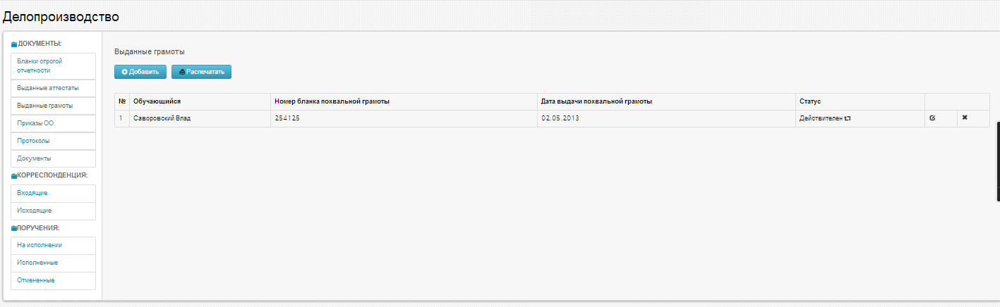 Делопроизводство
ДОКУМЕНТЫ:
Бланки строгой
отчетности
Выданные аттестаты
Выданные грамоты
Приказы ОО
Протоколы
Документы
КОРРЕСПОНДЕНЦИЯ:
Входящие
Исходящие
ПОРУЧЕНИЯ:
На исполнении
Исполненные
Отмененные
Выданные грамоты
Добавить Распечатать
№ Обучающийся Номер бланка похвальной грамоты Дата выдачи похвальной грамоты Статус
1 Саворовский Влад 254125 02.05.2013 Действителен